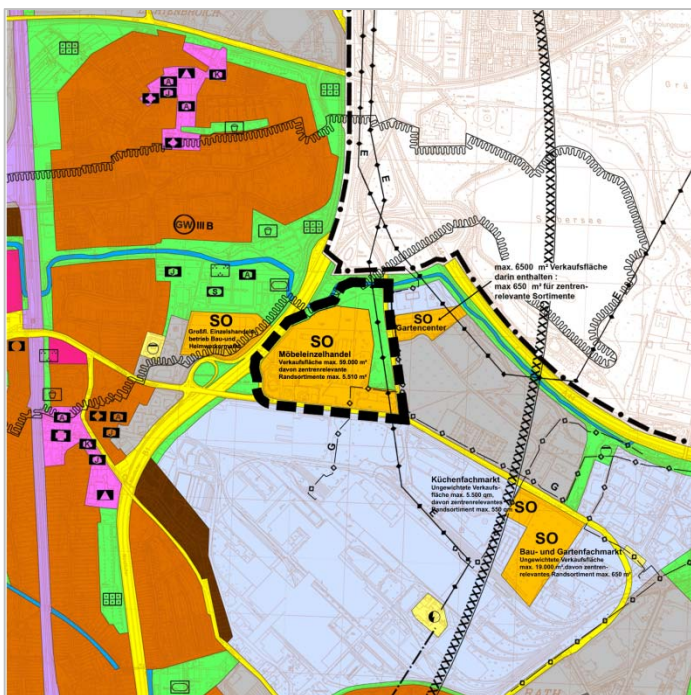 K
A
J
A
GW III B
E
E
J
A
S
max. 6500 m² Verkaufsfläche
darin enthalten :
max 650 m² für zentren-
relevante Sortimente
SO
Großfl. Einzelhandels-
betrieb Bau-und
SO
Möbeleinzelhandel
Verkaufsfläche max. 59.000 m²
davon zentrenrelevante
Randsortimente max. 5.510 m²
SO
Gartencenter
A
K
J
G
G
Küchenfachmarkt
Ungewichtete Verkaufs-
fläche max. 5.500 qm,
davon zentrenrelevantes
Randsortiment max. 550 qm
SO
SO
Bau- und Gartenfachmarkt
Ungewichtete Verkaufsfläche
max. 19.000 m², davon zentren-
relevantes Randsortiment max. 650 m²
RATH